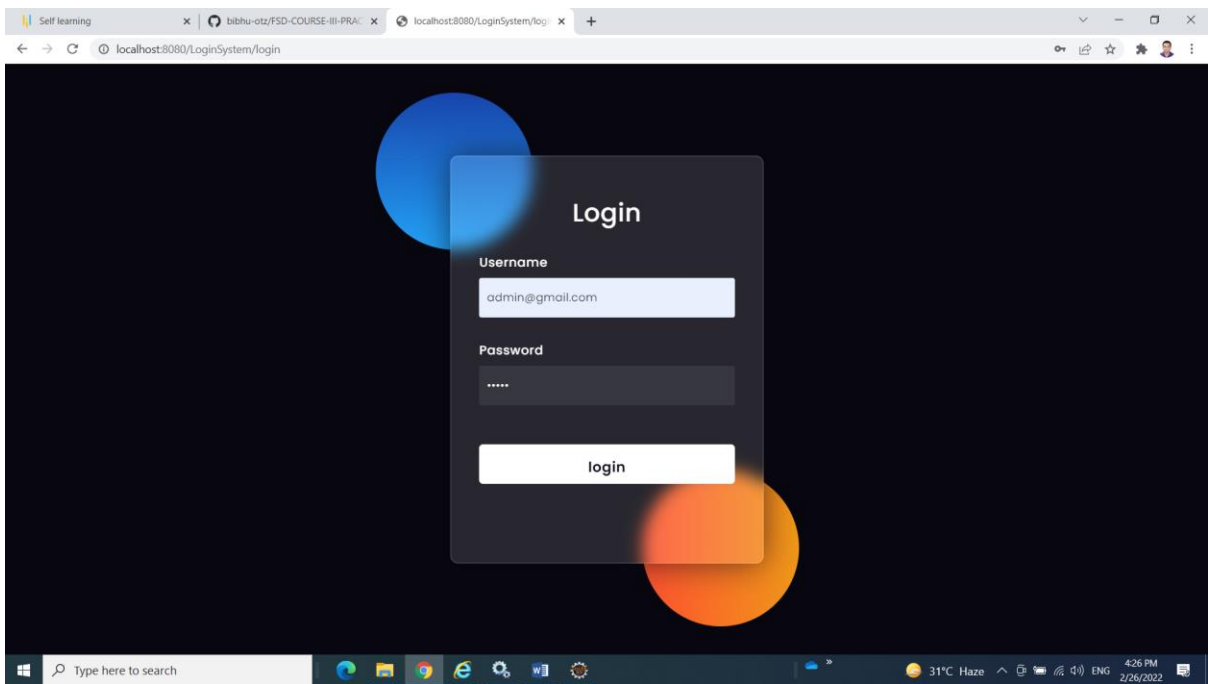 Self learning
bibhu-otz/FSD-COURSE-III-PRAC
localhost:8080/LoginSystem/log
localhost:8080/LoginSystem/login
Login
Username
admin@gmail.com
Password
•••••
login
Type here to search
31°C Haze
ENG
4:26 PM
2/26/2022